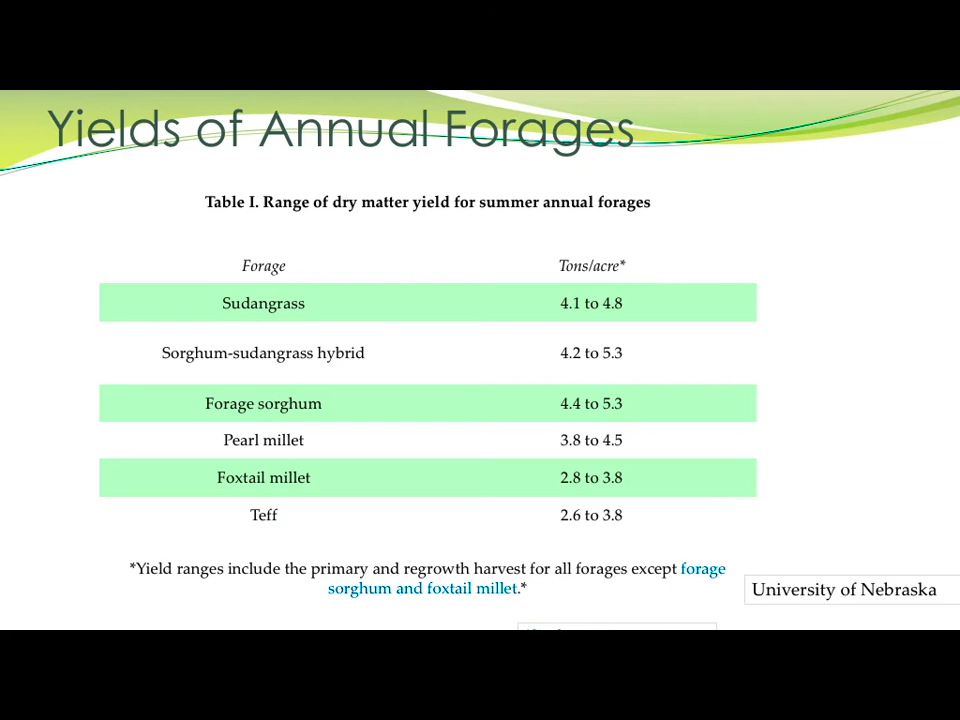 Yields of Annual Forages
Table I. Range of dry matter yield for summer annual forages
Forage Tons/acre*
Sudangrass 4.1 to 4.8
Sorghum-sudangrass hybrid 4.2 to 5.3
Forage sorghum 4.4 to 5.3
Pearl millet 3.8 to 4.5
Foxtail millet 2.8 to 3.8
Teff 2.6 to 3.8
*Yield ranges include the primary and regrowth harvest for all forages except forage
sorghum and foxtail millet.*
University of Nebraska